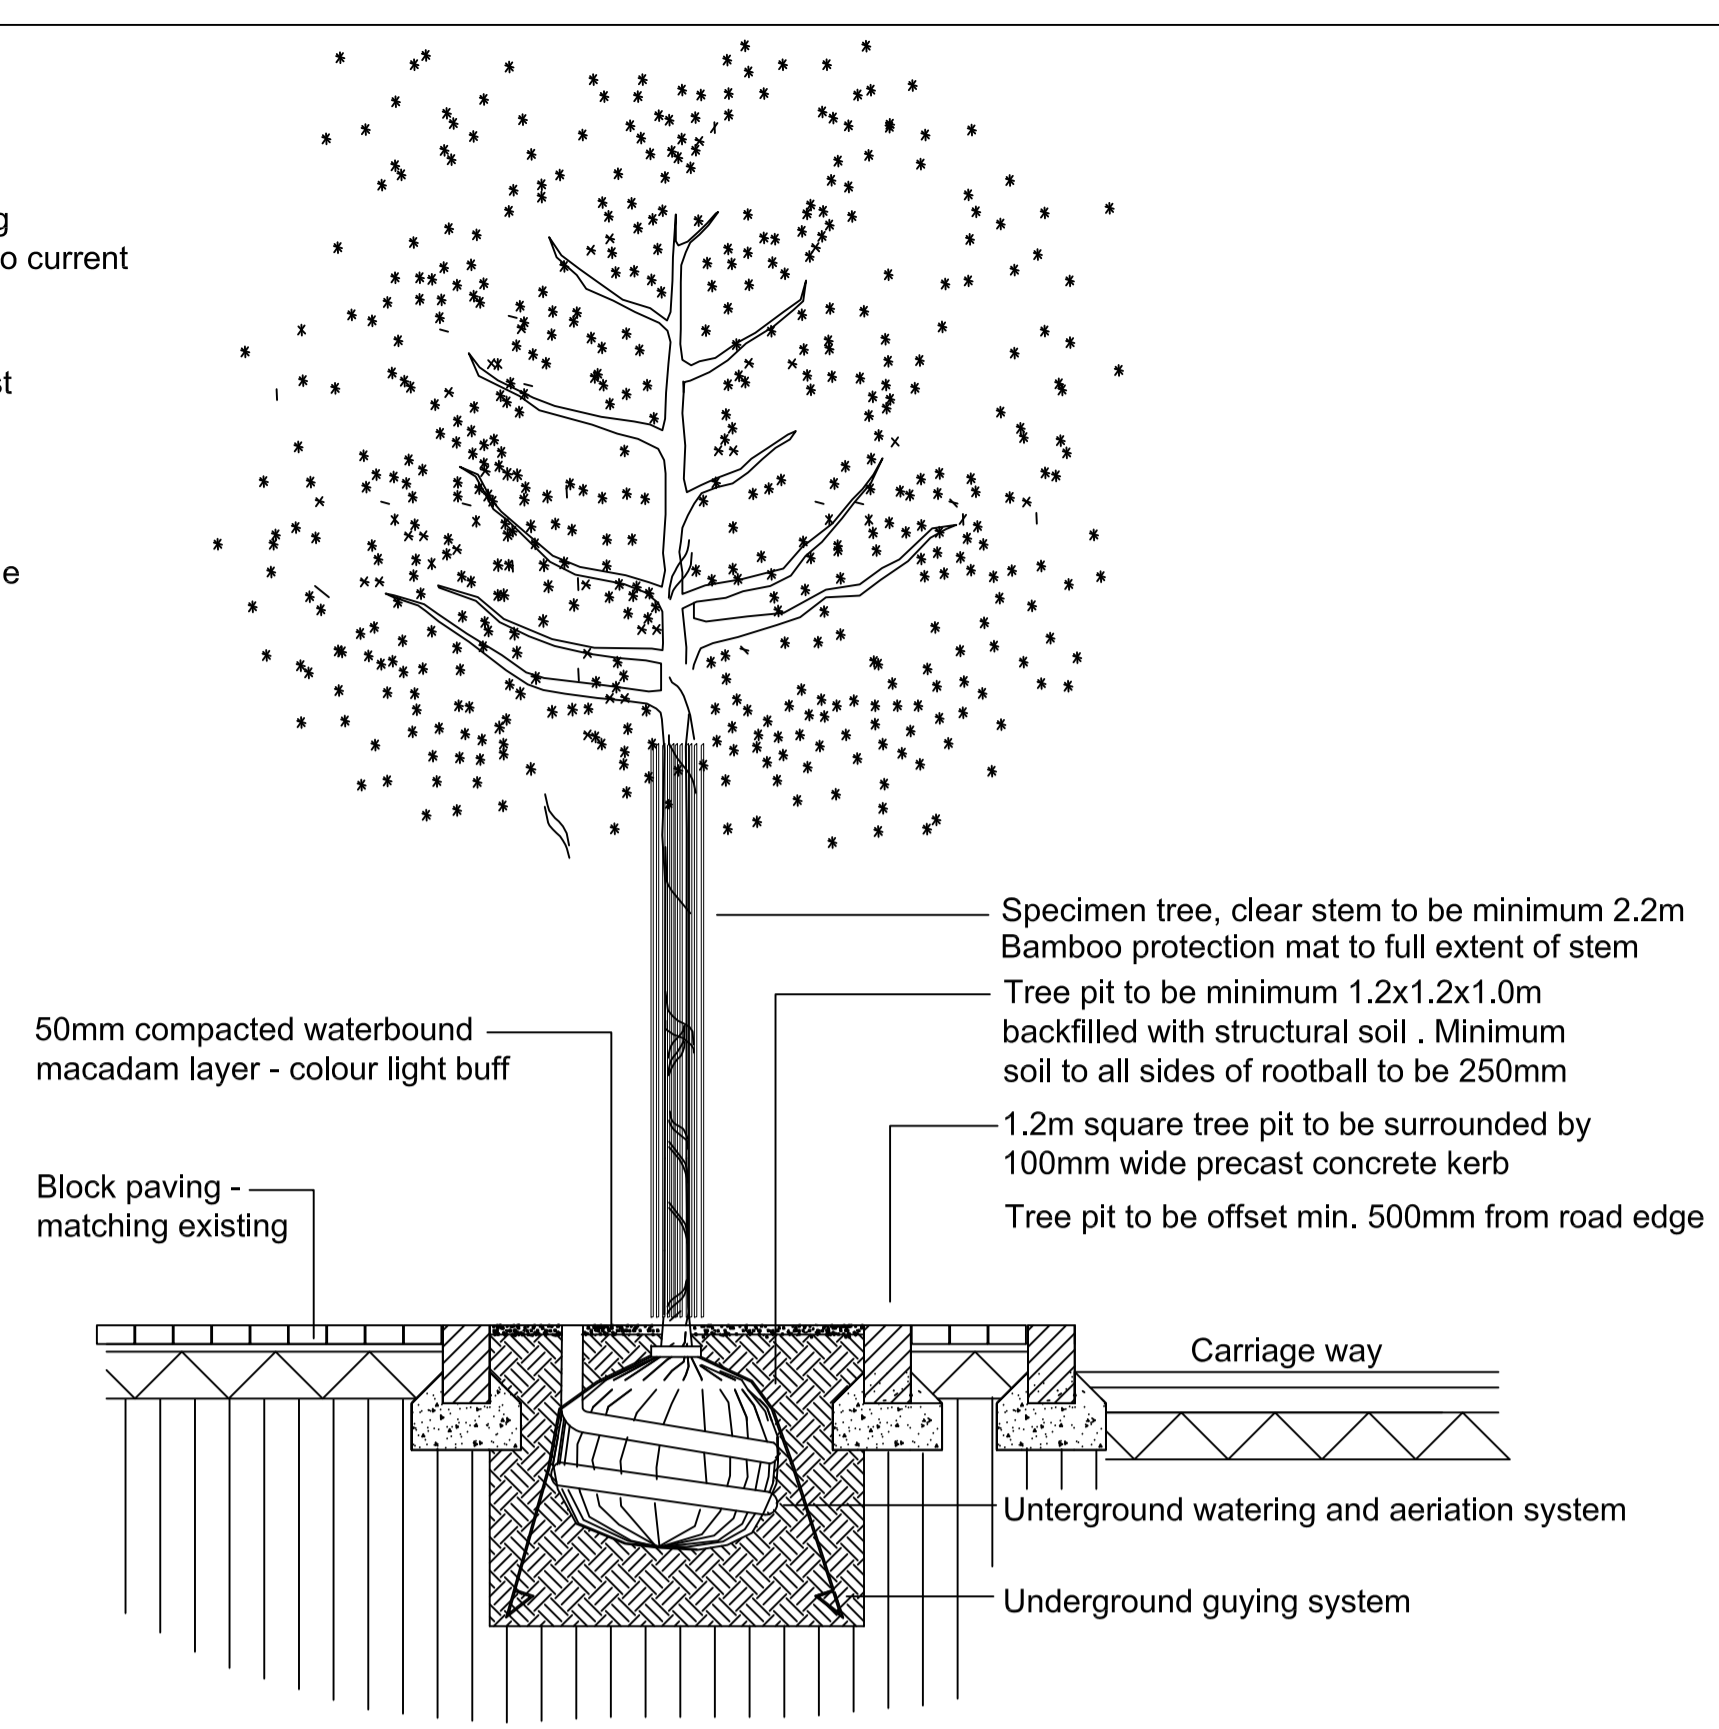 g
o current
st
e
Specimen tree, clear stem to be minimum 2.2m
Bamboo protection mat to full extent of stem
Tree pit to be minimum 1.2x1.2x1.0m
backfilled with structural soil . Minimum
soil to all sides of rootball to be 250mm
50mm compacted waterbound
macadam layer - colour light buff
1.2m square tree pit to be surrounded by
100mm wide precast concrete kerb
Block paving -
matching existing
Tree pit to be offset min. 500mm from road edge
Carriage way
Unterground watering and aeriation system
Underground guying system